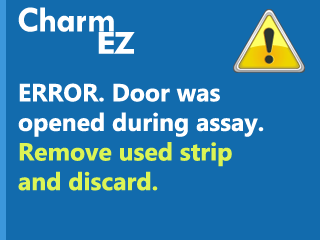 Charm
EZ
ERROR. Door was
opened during assay.
Remove used strip
and discard.